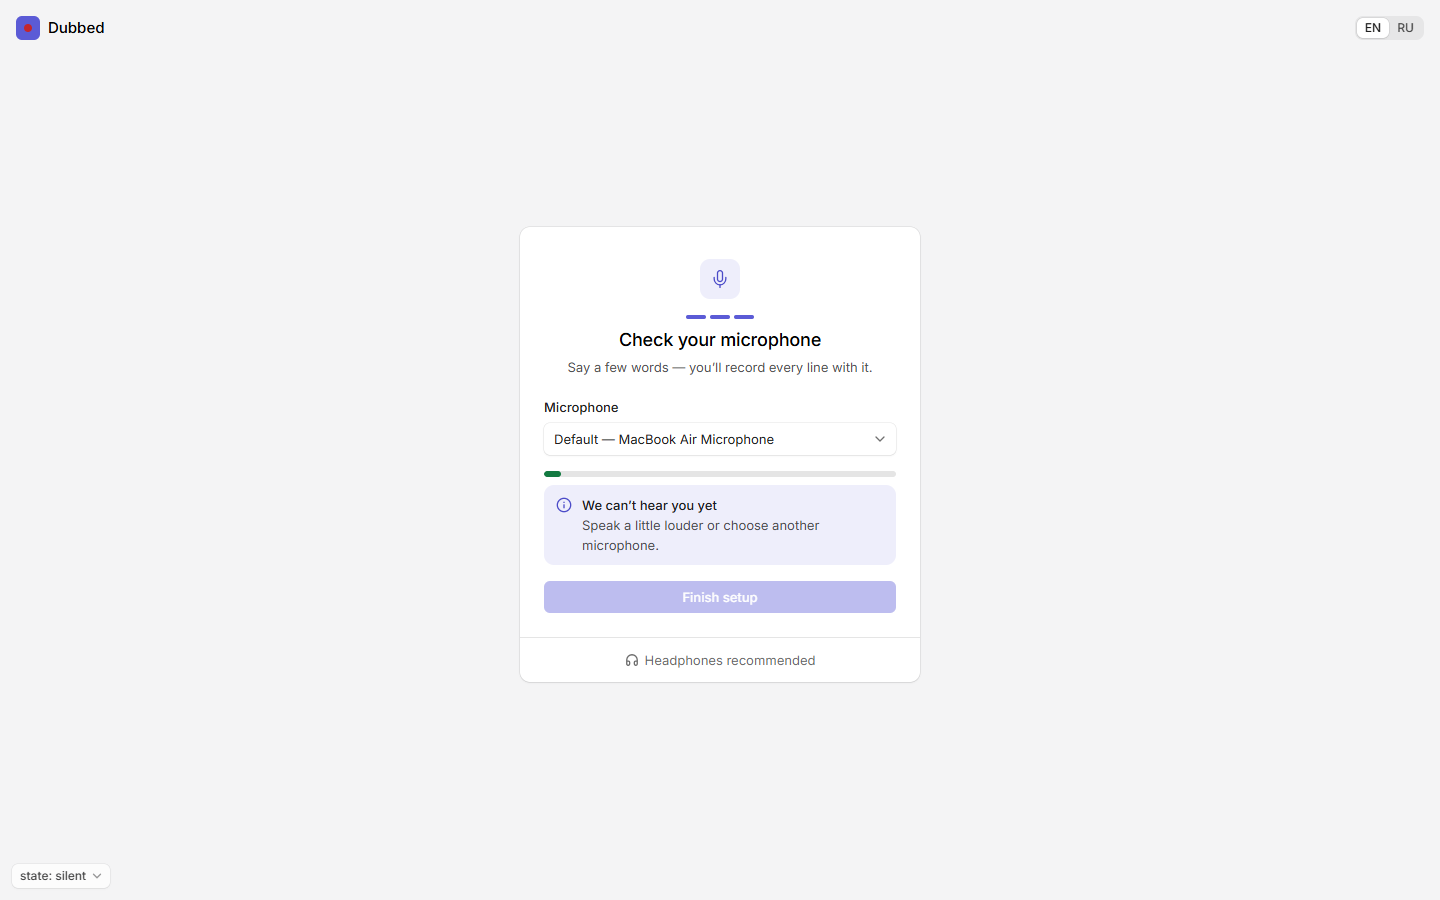 Dubbed
EN RU
Check your microphone
Say a few words — you’ll record every line with it.
Microphone
Default — MacBook Air Microphone
We can’t hear you yet
Speak a little louder or choose another
microphone.
Finish setup
Headphones recommended
state: silent